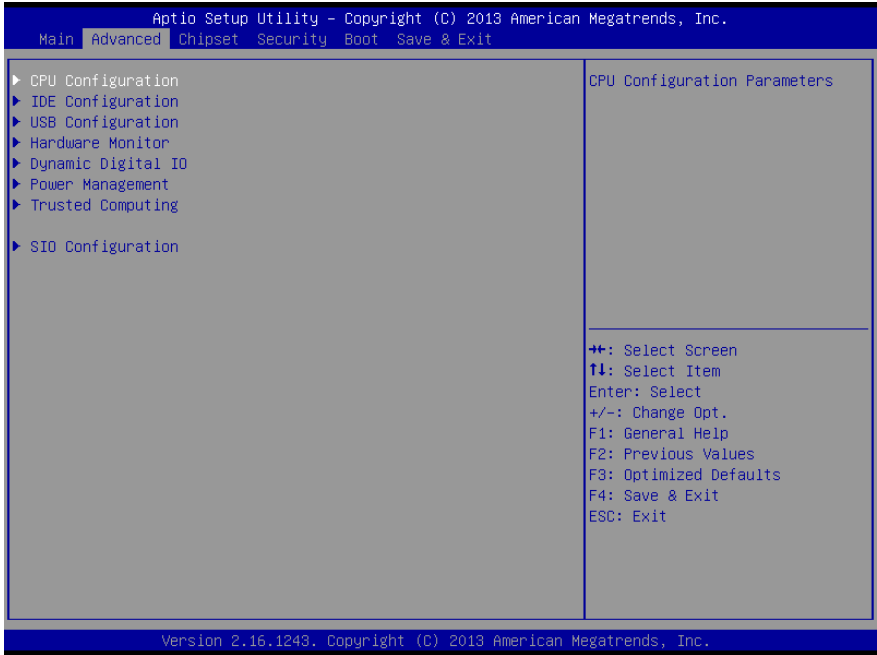 Aptio Setup Utility – Copyright (C) 2013 American Megatrends, Inc.
Main Advanced Chipset Security Boot Save & Exit
CPU Configuration
IDE Configuration
USB Configuration
Hardware Monitor
Dynamic Digital IO
Power Management
Trusted Computing
SIO Configuration
CPU Configuration Parameters
→←: Select Screen
↑↓: Select Item
Enter: Select
+/-: Change Opt.
F1: General Help
F2: Previous Values
F3: Optimized Defaults
F4: Save & Exit
ESC: Exit
Version 2.16.1243. Copyright (C) 2013 American Megatrends, Inc.